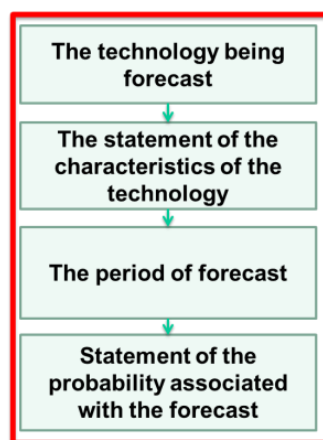 The technology being
forecast
The statement of the
characteristics of the
technology
The period of forecast
Statement of the
probability associated
with the forecast